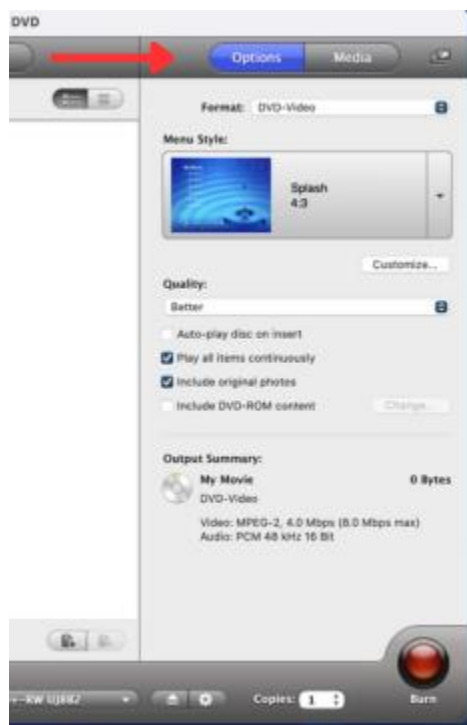 DVD
Options Media
Format: DVD-Video
Menu Style:
Splash
4:3
Customize...
Quality:
Better
Auto-play disc on insert
Play all items continuously
Include original photos
Include DVD-ROM content Change...
Output Summary:
My Movie 0 Bytes
DVD-Video
Video: MPEG-2, 4.0 Mbps (8.0 Mbps max)
Audio: PCM 48 kHz 16 Bit
Copies: 1 Burn